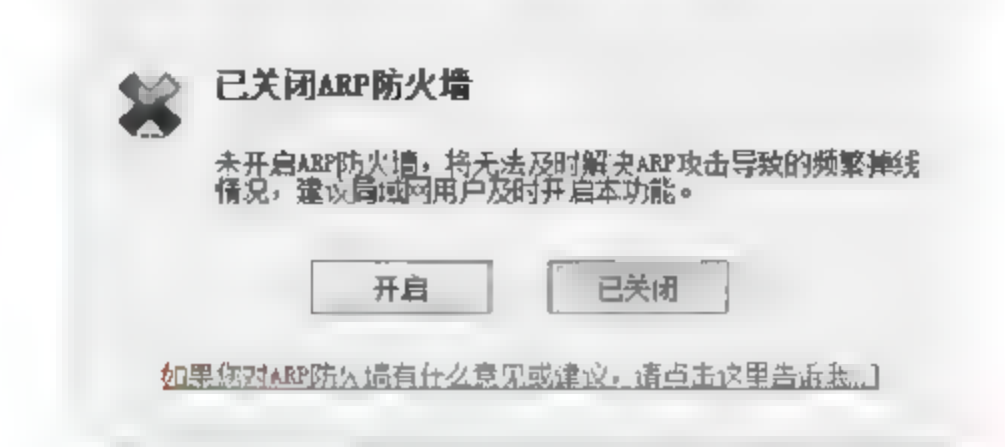 已关闭ARP防火墙
未开启ARP防火墙，将无法及时解决ARP攻击导致的频繁掉线
情况，建议局域网用户及时开启本功能。
开启
已关闭
如果您对ARP防火墙有什么意见或建议，请点击这里告诉我